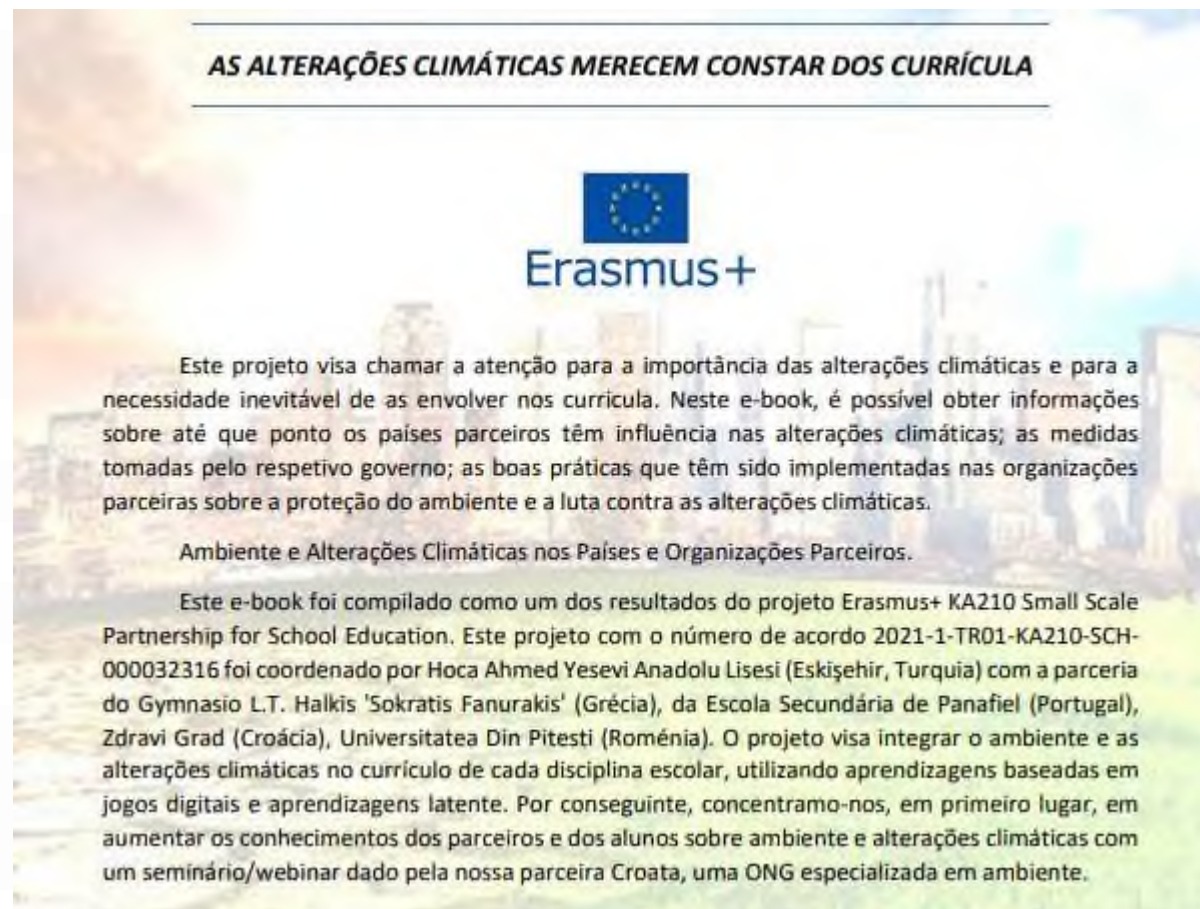 AS ALTERAÇÕES CLIMÁTICAS MERECEM CONSTAR DOS CURRÍCULA
Erasmus+
Este projeto visa chamar a atenção para a importância das alterações climáticas e para a
necessidade inevitável de as envolver nos curricula. Neste e-book, é possível obter informações
sobre até que ponto os países parceiros têm influência nas alterações climáticas; as medidas
tomadas pelo respetivo governo; as boas práticas que têm sido implementadas nas organizações
parceiras sobre a proteção do ambiente e a luta contra as alterações climáticas.
Ambiente e Alterações Climáticas nos Países e Organizações Parceiros.
Este e-book foi compilado como um dos resultados do projeto Erasmus+ KA210 Small Scale
Partnership for School Education. Este projeto com o número de acordo 2021-1-TR01-KA210-SCH-
000032316 foi coordenado por Hoca Ahmed Yesevi Anadolu Lisesi (Eskişehir, Turquia) com a parceria
do Gymnasio L.T. Halkis 'Sokratis Fanurakis' (Grécia), da Escola Secundária de Panafiel (Portugal),
Zdravi Grad (Croácia), Universitatea Din Pitesti (Roménia). O projeto visa integrar o ambiente e as
alterações climáticas no currículo de cada disciplina escolar, utilizando aprendizagens baseadas em
jogos digitais e aprendizagens latente. Por conseguinte, concentramo-nos, em primeiro lugar, em
aumentar os conhecimentos dos parceiros e dos alunos sobre ambiente e alterações climáticas com
um seminário/webinar dado pela nossa parceira Croata, uma ONG especializada em ambiente.